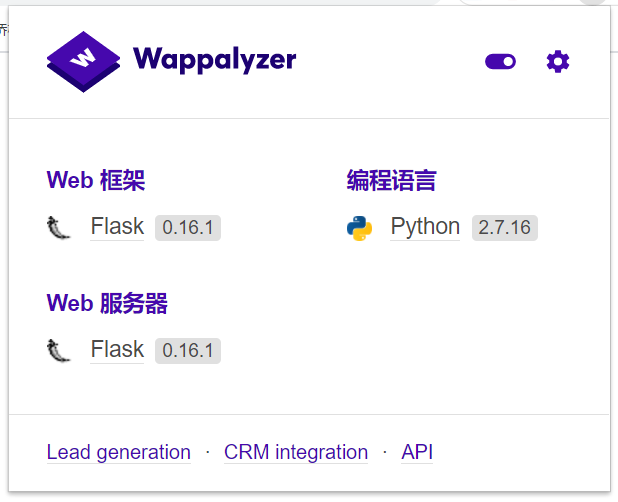 Wappalyzer
Web 框架
Flask 0.16.1
编程语言
Python 2.7.16
Web 服务器
Flask 0.16.1
Lead generation · CRM integration · API